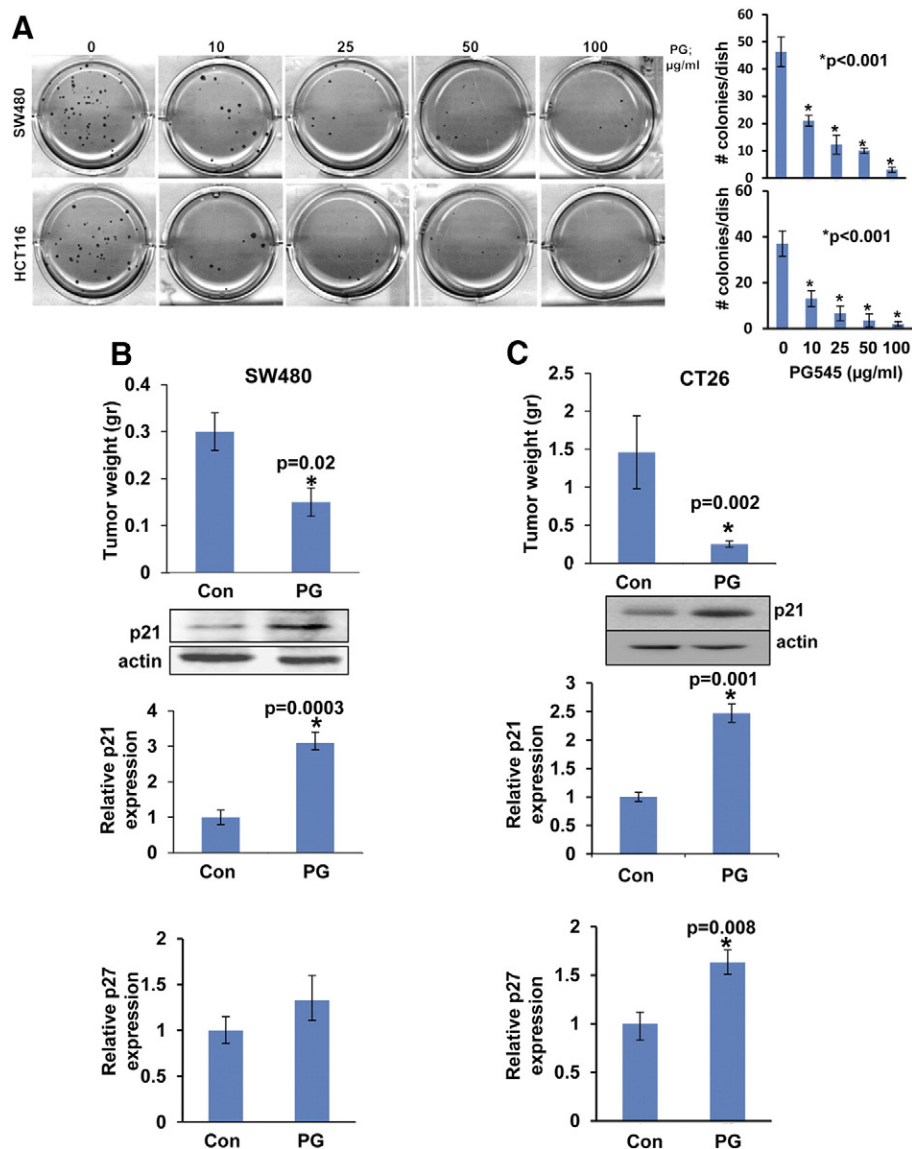 A
0 10 25 50 100 PG; µg/ml
SW480
HCT116
60
50
40
30
20
10
0
# colonies/dish
*p<0.001
* * * *
60
40
20
0
# colonies/dish
*p<0.001
* * * *
0 10 25 50 100
PG545 (µg/ml)
B
SW480
Tumor weight (gr)
0.4
0.3
0.2
0.1
0
p=0.02
*
Con PG
p21
actin
Relative p21
expression
4
3
2
1
0
p=0.0003
*
Con PG
Relative p27
expression
2
1.5
1
0.5
0
Con PG
C
CT26
Tumor weight (gr)
2.5
2
1.5
1
0.5
0
p=0.002
*
Con PG
p21
actin
Relative p21
expression
3
2.5
2
1.5
1
0.5
0
p=0.001
*
Con PG
Relative p27
expression
2
1.5
1
0.5
0
p=0.008
*
Con PG